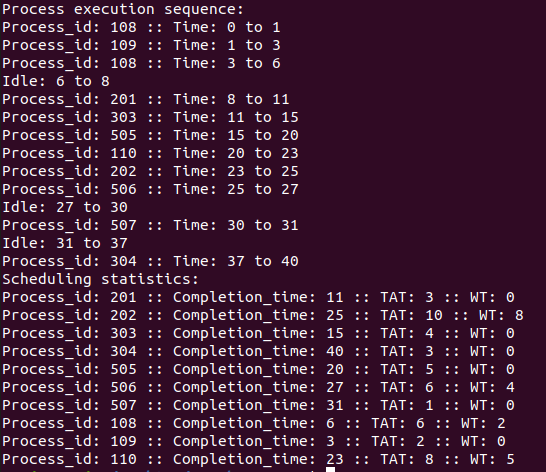 Process execution sequence:
Process_id: 108 :: Time: 0 to 1
Process_id: 109 :: Time: 1 to 3
Process_id: 108 :: Time: 3 to 6
Idle: 6 to 8
Process_id: 201 :: Time: 8 to 11
Process_id: 303 :: Time: 11 to 15
Process_id: 505 :: Time: 15 to 20
Process_id: 110 :: Time: 20 to 23
Process_id: 202 :: Time: 23 to 25
Process_id: 506 :: Time: 25 to 27
Idle: 27 to 30
Process_id: 507 :: Time: 30 to 31
Idle: 31 to 37
Process_id: 304 :: Time: 37 to 40
Scheduling statistics:
Process_id: 201 :: Completion_time: 11 :: TAT: 3 :: WT: 0
Process_id: 202 :: Completion_time: 25 :: TAT: 10 :: WT: 8
Process_id: 303 :: Completion_time: 15 :: TAT: 4 :: WT: 0
Process_id: 304 :: Completion_time: 40 :: TAT: 3 :: WT: 0
Process_id: 505 :: Completion_time: 20 :: TAT: 5 :: WT: 0
Process_id: 506 :: Completion_time: 27 :: TAT: 6 :: WT: 4
Process_id: 507 :: Completion_time: 31 :: TAT: 1 :: WT: 0
Process_id: 108 :: Completion_time: 6 :: TAT: 6 :: WT: 2
Process_id: 109 :: Completion_time: 3 :: TAT: 2 :: WT: 0
Process_id: 110 :: Completion_time: 23 :: TAT: 8 :: WT: 5